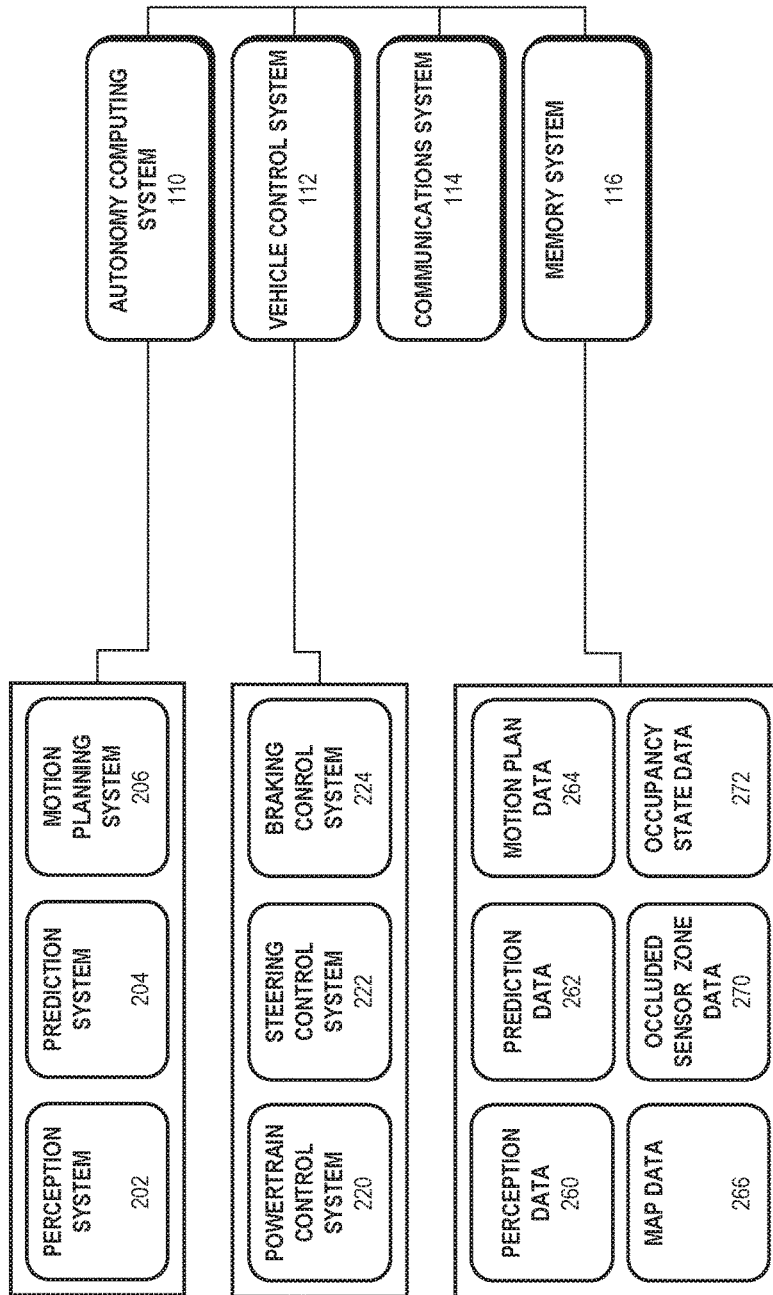 PERCEPTION
SYSTEM
202
PREDICTION
SYSTEM
204
MOTION
PLANNING
SYSTEM
206
AUTONOMY COMPUTING
SYSTEM
110
POWERTRAIN
CONTROL
SYSTEM
220
STEERING
CONTROL
SYSTEM
222
BRAKING
CONROL
SYSTEM
224
VEHICLE CONTROL SYSTEM
112
COMMUNICATIONS SYSTEM
114
PERCEPTION
DATA
260
PREDICTION
DATA
262
MOTION PLAN
DATA
264
MAP DATA
266
OCCLUDED
SENSOR ZONE
DATA
270
OCCUPANCY
STATE DATA
272
MEMORY SYSTEM
116